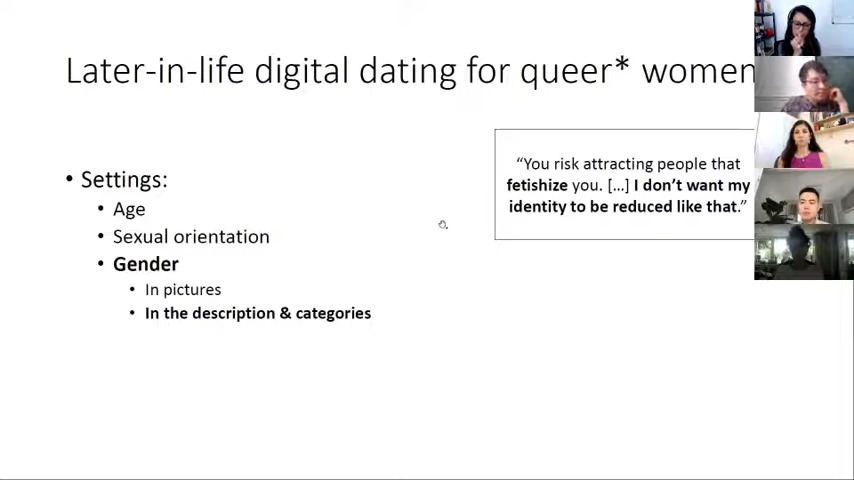 Later-in-life digital dating for queer* women
• Settings:
• Age
• Sexual orientation
• Gender
• In pictures
• In the description & categories
“You risk attracting people that
fetishize you. [...] I don’t want my
identity to be reduced like that.”